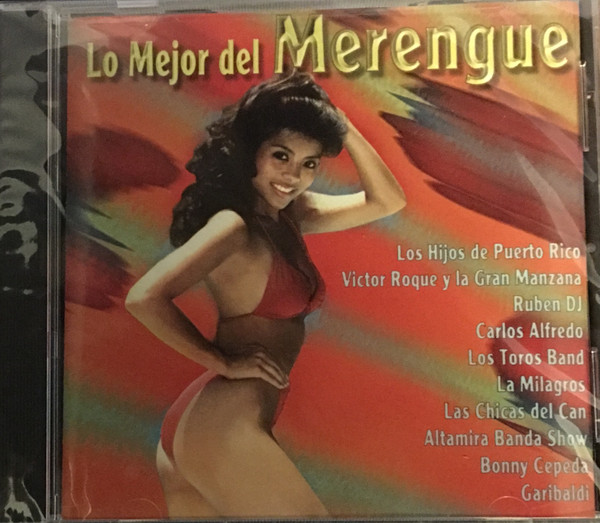 Lo Mejor del Merengue
Los Hijos de Puerto Rico
Victor Roque y la Gran Manzana
Ruben DJ
Carlos Alfredo
Los Toros Band
La Milagros
Las Chicas del Can
Altamira Banda Show
Bonny Cepeda
Garibaldi